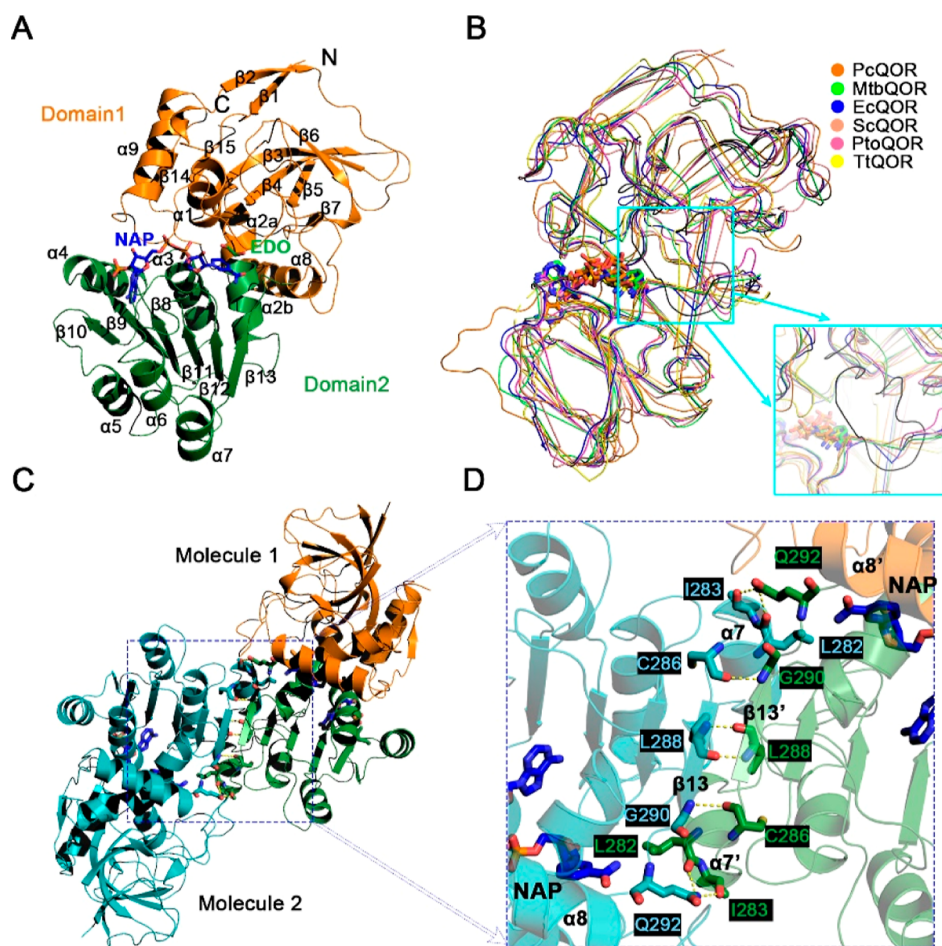 A
N
β2
C
β1
Domain1
β6
β15
β3
α9
β14
β4
β5
β7
α1
α2a
NAP
EDO
α4
α3
α8
α2b
β8
β9
β10
β11
β12
β13
Domain2
α5
α6
α7
B
PcQOR
MtbQOR
EcQOR
ScQOR
PtoQOR
TtQOR
C
Molecule 1
Molecule 2
D
Q292
α8'
NAP
I283
α7
L282
C286
G290
β13'
L288
L288
β13
G290
C286
L282
α7'
NAP
α8
I283
Q292